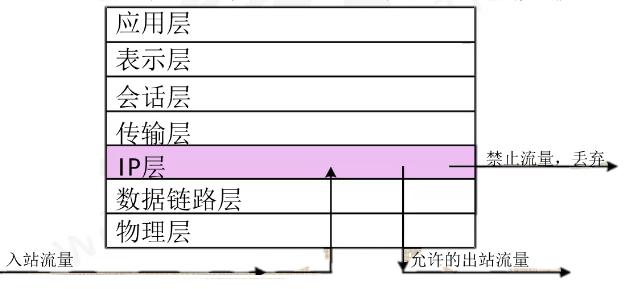 应用层
表示层
会话层
传输层
IP层
禁止流量，丢弃
数据链路层
物理层
入站流量
允许的出站流量